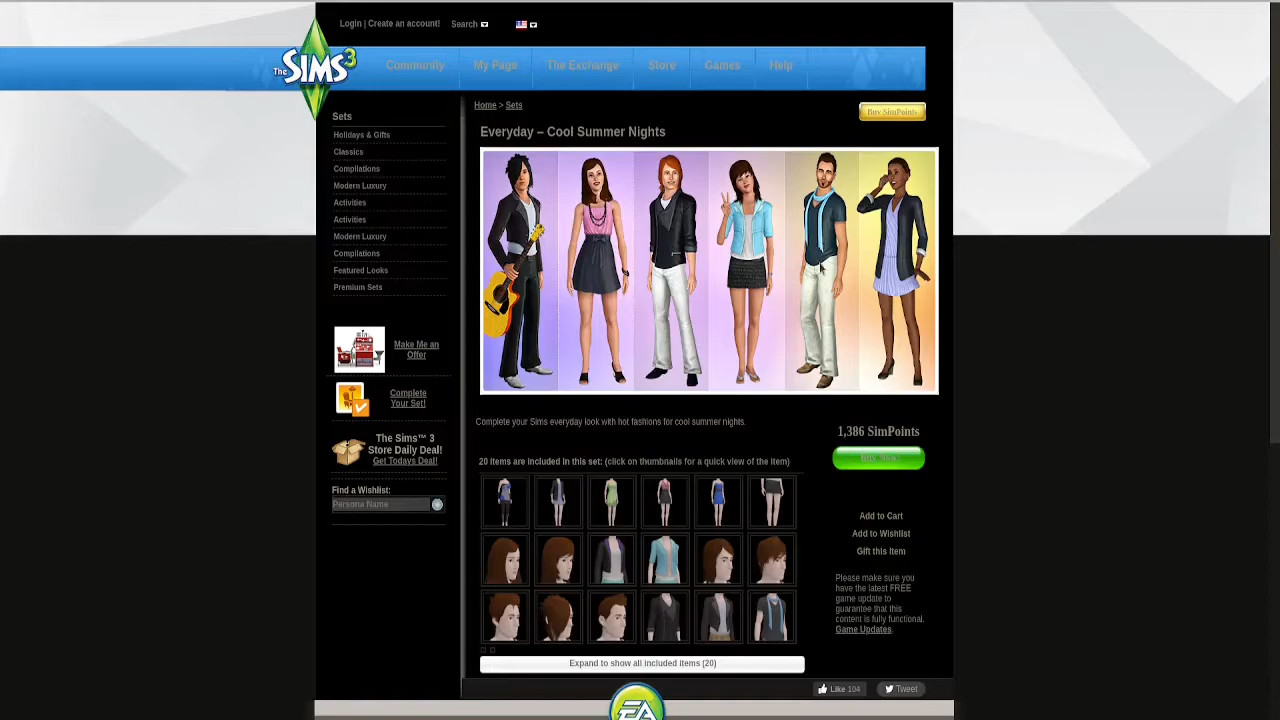 Login | Create an account!
Search
The SIMS 3
Community
My Page
The Exchange
Store
Games
Help
Home > Sets
Buy SimPoints
Sets
Holidays & Gifts
Classics
Compilations
Modern Luxury
Activities
Activities
Modern Luxury
Compilations
Featured Looks
Premium Sets
Make Me an
Offer
Complete
Your Set!
The Sims™ 3
Store Daily Deal!
Get Todays Deal!
Find a Wishlist:
Persona Name
Everyday – Cool Summer Nights
Complete your Sims everyday look with hot fashions for cool summer nights.
20 Items are included in this set: (click on thumbnails for a quick view of the item)
Expand to show all included items (20)
1,386 SimPoints
Buy Now!
Add to Cart
Add to Wishlist
Gift this Item
Please make sure you
have the latest FREE
game update to
guarantee that this
content is fully functional.
Game Updates.
Like 104
Tweet
EA